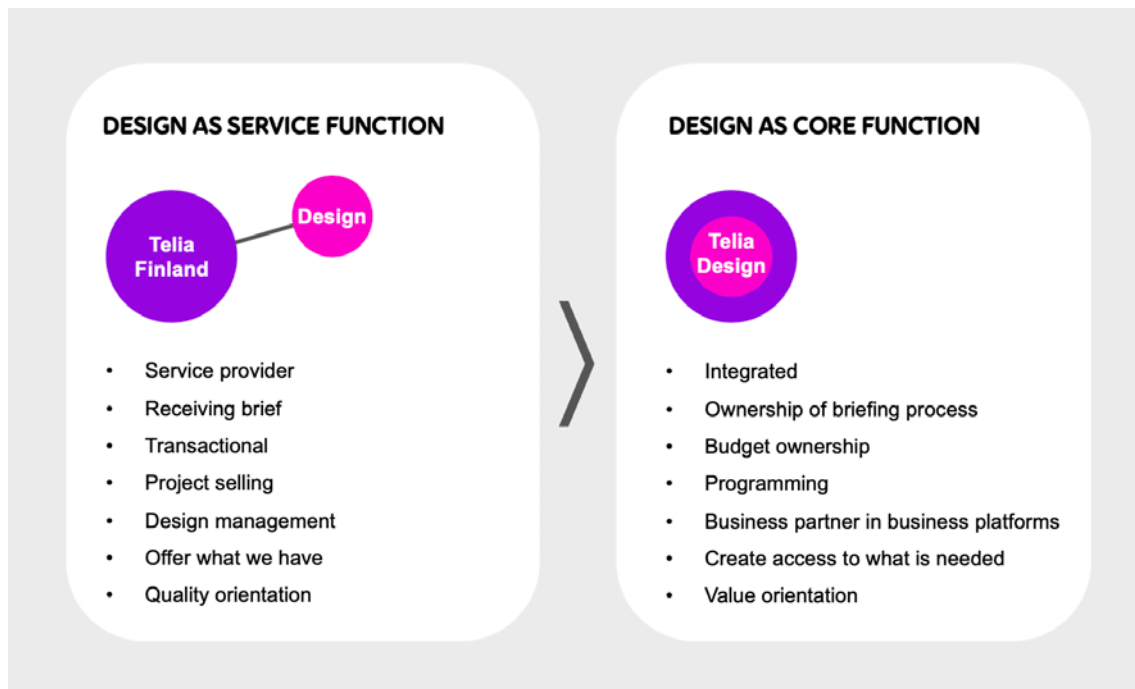 DESIGN AS SERVICE FUNCTION
Telia
Finland
Design
• Service provider
• Receiving brief
• Transactional
• Project selling
• Design management
• Offer what we have
• Quality orientation
DESIGN AS CORE FUNCTION
Telia
Design
• Integrated
• Ownership of briefing process
• Budget ownership
• Programming
• Business partner in business platforms
• Create access to what is needed
• Value orientation